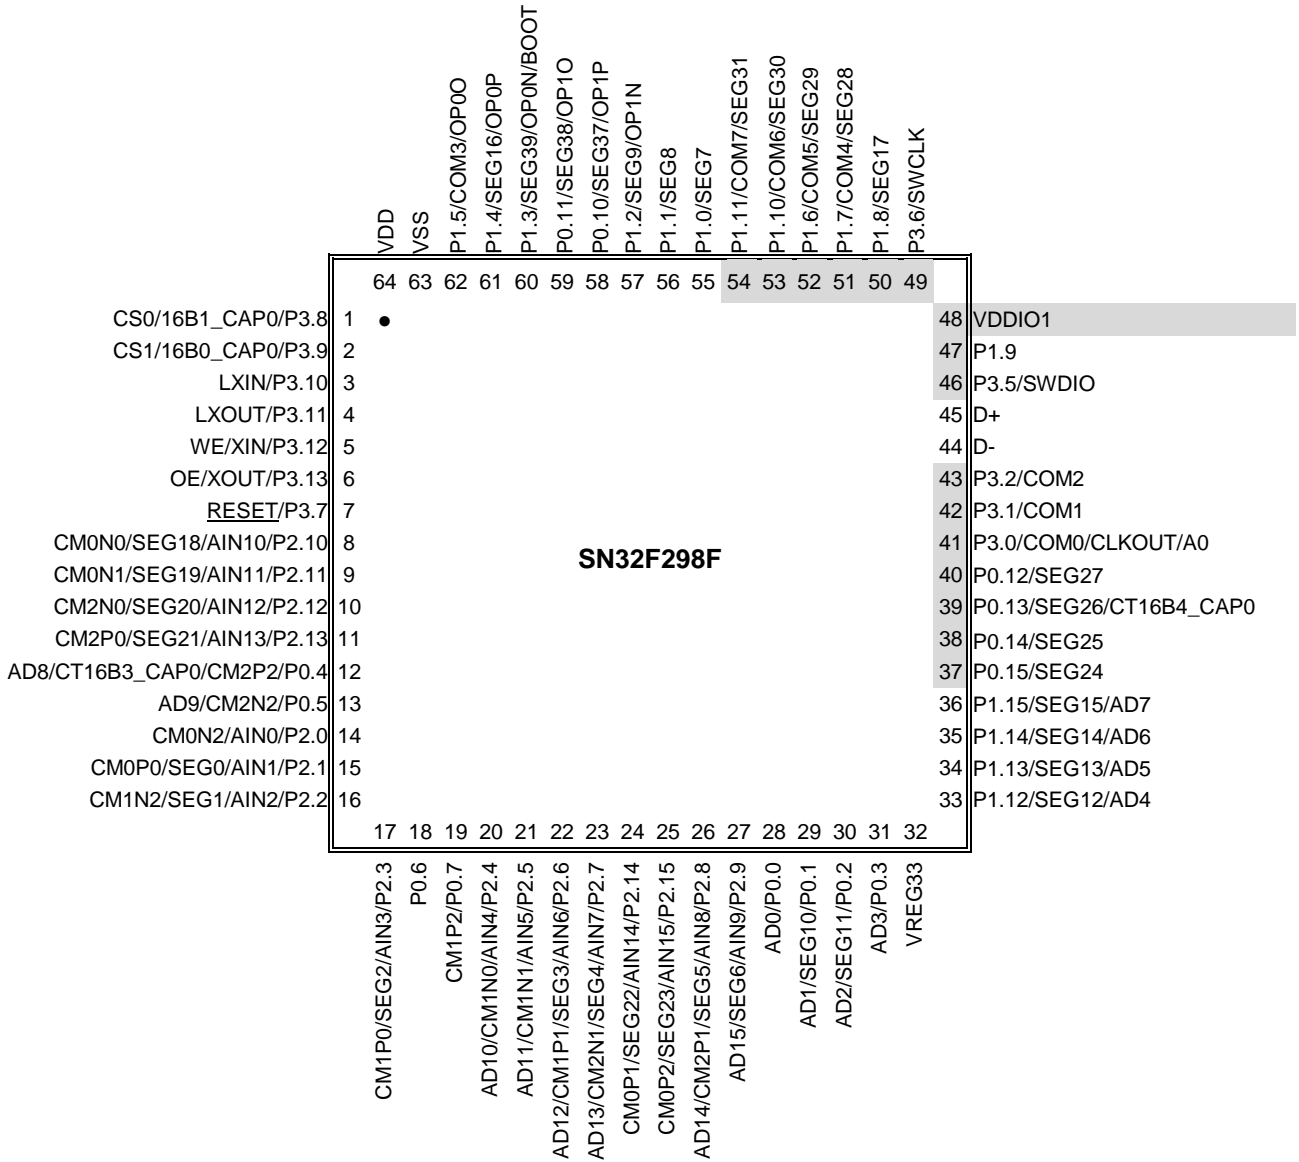 VDD
VSS
P1.5/COM3/OP0O
P1.4/SEG16/OP0P
P1.3/SEG39/OP0N/BOOT
P0.11/SEG38/OP1O
P0.10/SEG37/OP1P
P1.2/SEG9/OP1N
P1.1/SEG8
P1.0/SEG7
P1.11/COM7/SEG31
P1.10/COM6/SEG30
P1.6/COM5/SEG29
P1.7/COM4/SEG28
P1.8/SEG17
P3.6/SWCLK
64 63 62 61 60 59 58 57 56 55 54 53 52 51 50 49
CS0/16B1_CAP0/P3.8 1
CS1/16B0_CAP0/P3.9 2
LXIN/P3.10 3
LXOUT/P3.11 4
WE/XIN/P3.12 5
OE/XOUT/P3.13 6
RESET/P3.7 7
CM0N0/SEG18/AIN10/P2.10 8
CM0N1/SEG19/AIN11/P2.11 9
CM2N0/SEG20/AIN12/P2.12 10
CM2P0/SEG21/AIN13/P2.13 11
AD8/CT16B3_CAP0/CM2P2/P0.4 12
AD9/CM2N2/P0.5 13
CM0N2/AIN0/P2.0 14
CM0P0/SEG0/AIN1/P2.1 15
CM1N2/SEG1/AIN2/P2.2 16
SN32F298F
48 VDDIO1
47 P1.9
46 P3.5/SWDIO
45 D+
44 D-
43 P3.2/COM2
42 P3.1/COM1
41 P3.0/COM0/CLKOUT/A0
40 P0.12/SEG27
39 P0.13/SEG26/CT16B4_CAP0
38 P0.14/SEG25
37 P0.15/SEG24
36 P1.15/SEG15/AD7
35 P1.14/SEG14/AD6
34 P1.13/SEG13/AD5
33 P1.12/SEG12/AD4
17 18 19 20 21 22 23 24 25 26 27 28 29 30 31 32
CM1P0/SEG2/AIN3/P2.3
P0.6
CM1P2/P0.7
AD10/CM1N0/AIN4/P2.4
AD11/CM1N1/AIN5/P2.5
AD12/CM1P1/SEG3/AIN6/P2.6
AD13/CM2N1/SEG4/AIN7/P2.7
CM0P1/SEG22/AIN14/P2.14
CM0P2/SEG23/AIN15/P2.15
AD14/CM2P1/SEG5/AIN8/P2.8
AD15/SEG6/AIN9/P2.9
AD0/P0.0
AD1/SEG10/P0.1
AD2/SEG11/P0.2
AD3/P0.3
VREG33